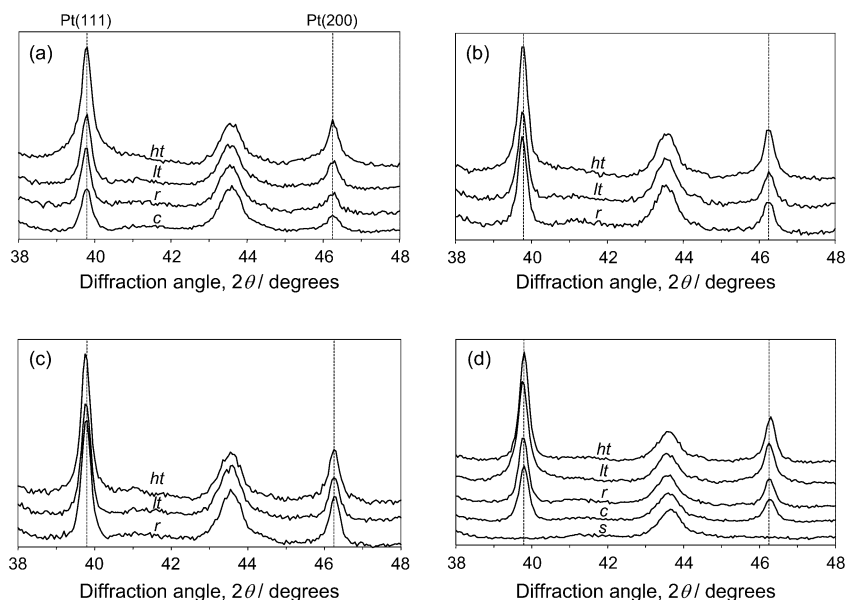 Pt(111) Pt(200)
(a)
ht
lt
r
c
38 40 42 44 46 48
Diffraction angle, 2θ / degrees
(b)
ht
lt
r
38 40 42 44 46 48
Diffraction angle, 2θ / degrees
(c)
ht
lt
r
38 40 42 44 46 48
Diffraction angle, 2θ / degrees
(d)
ht
lt
r
c
s
38 40 42 44 46 48
Diffraction angle, 2θ / degrees